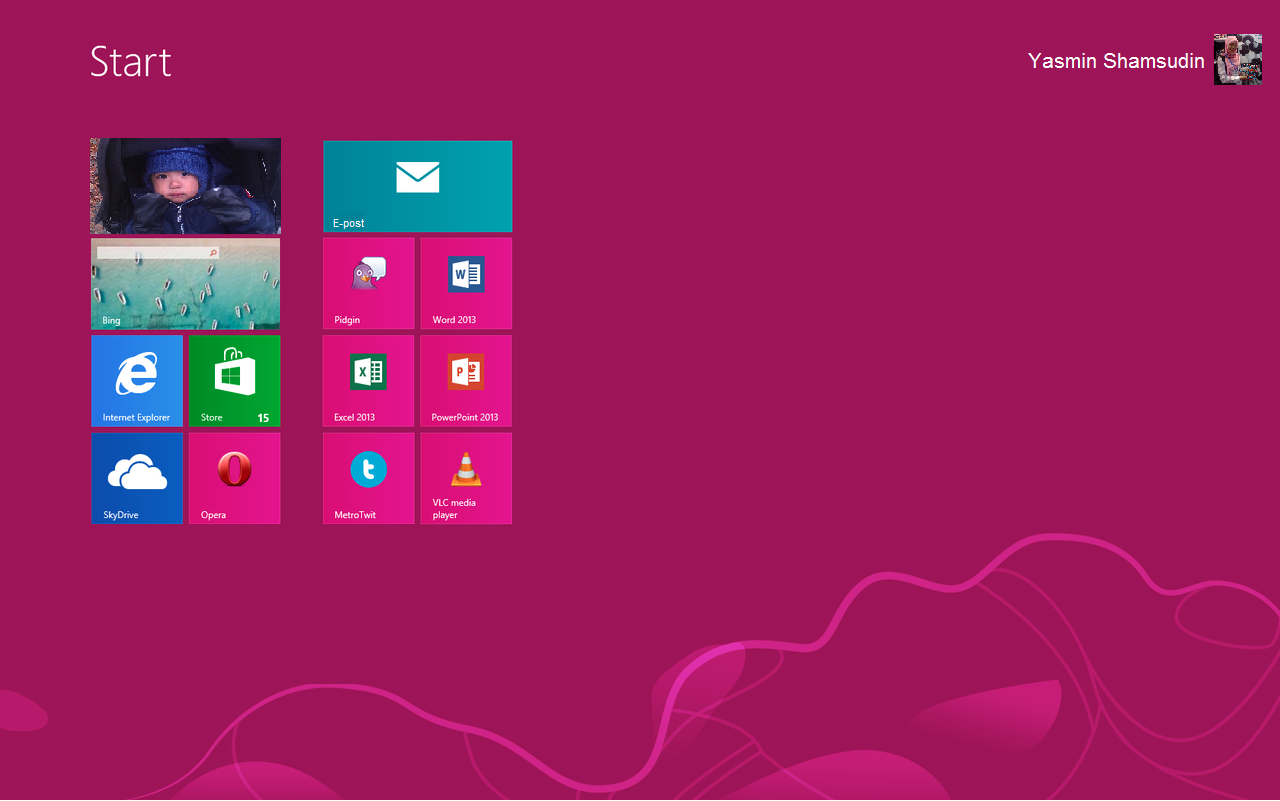 Start
Yasmin Shamsudin
E-post
Bing
Pidgin
Word 2013
Internet Explorer
Store
15
Excel 2013
PowerPoint 2013
SkyDrive
Opera
MetroTwit
VLC media
player